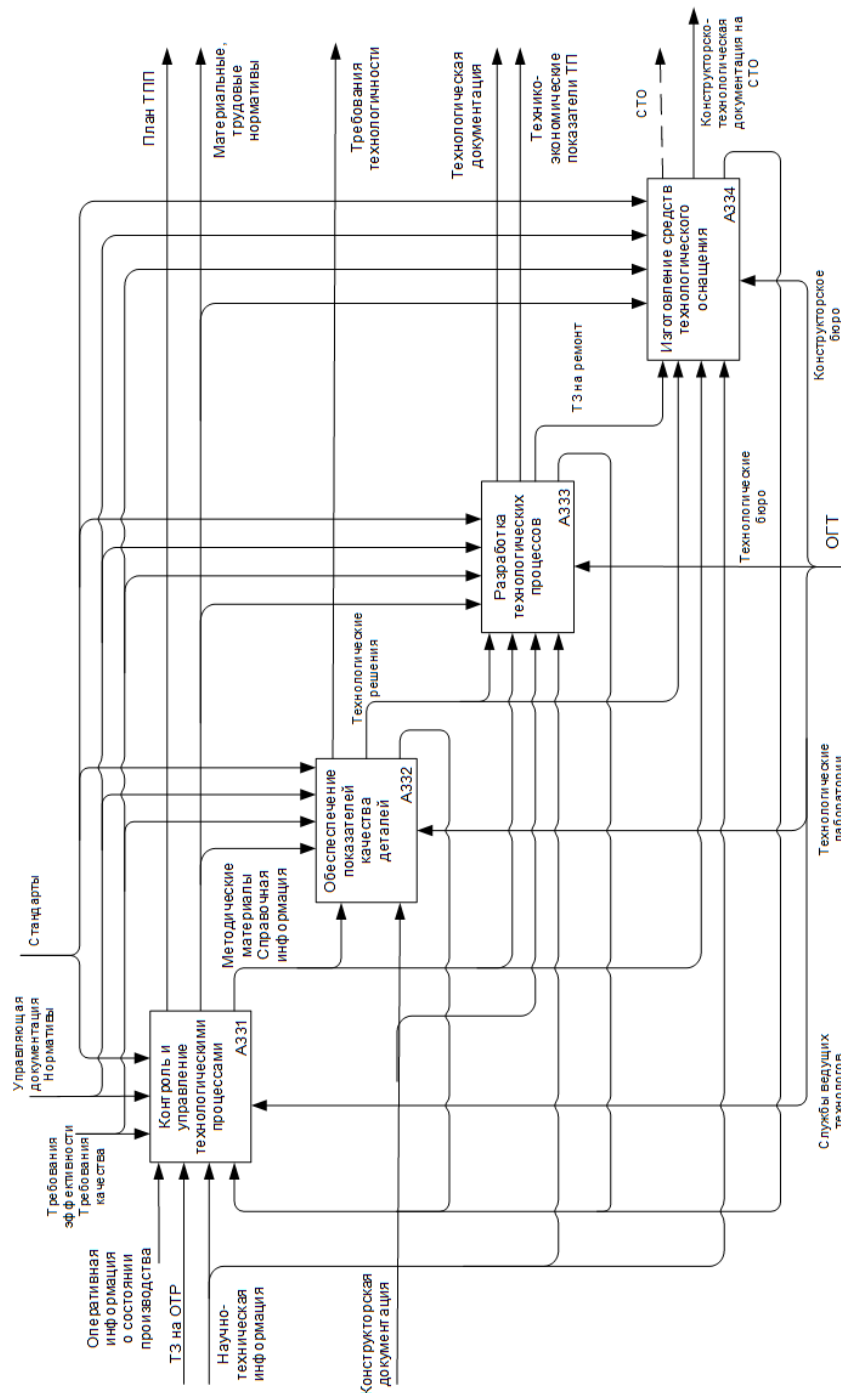 Стандарты
Управляющая
документация
Нормативы
Требования
эффективности
Требования
качества
Оперативная
информация
о состоянии
производства
ТЗ на ОТР
Научно-
техническая
информация
Конструкторская
документация
Контроль и
управление
технологическими
процессами
А331
План ТПП
Материальные,
трудовые
нормативы
Методические
материалы
Справочная
информация
Обеспеспечение
показателей
качества
деталей
А332
Требования
технологичности
Технологические
решения
Разработка
технологических
процессов
А333
Технологическая
документация
Технико-
экономические
показатели ТП
ТЗ на ремонт
Изготовление средств
технологического
оснащения
А334
СТО
Конструкторско-
технологическая
документация на
СТО
Службы ведущих
технологов
Технологические
лаборатории
ОГТ
Технологические
бюро
Конструкторское
бюро